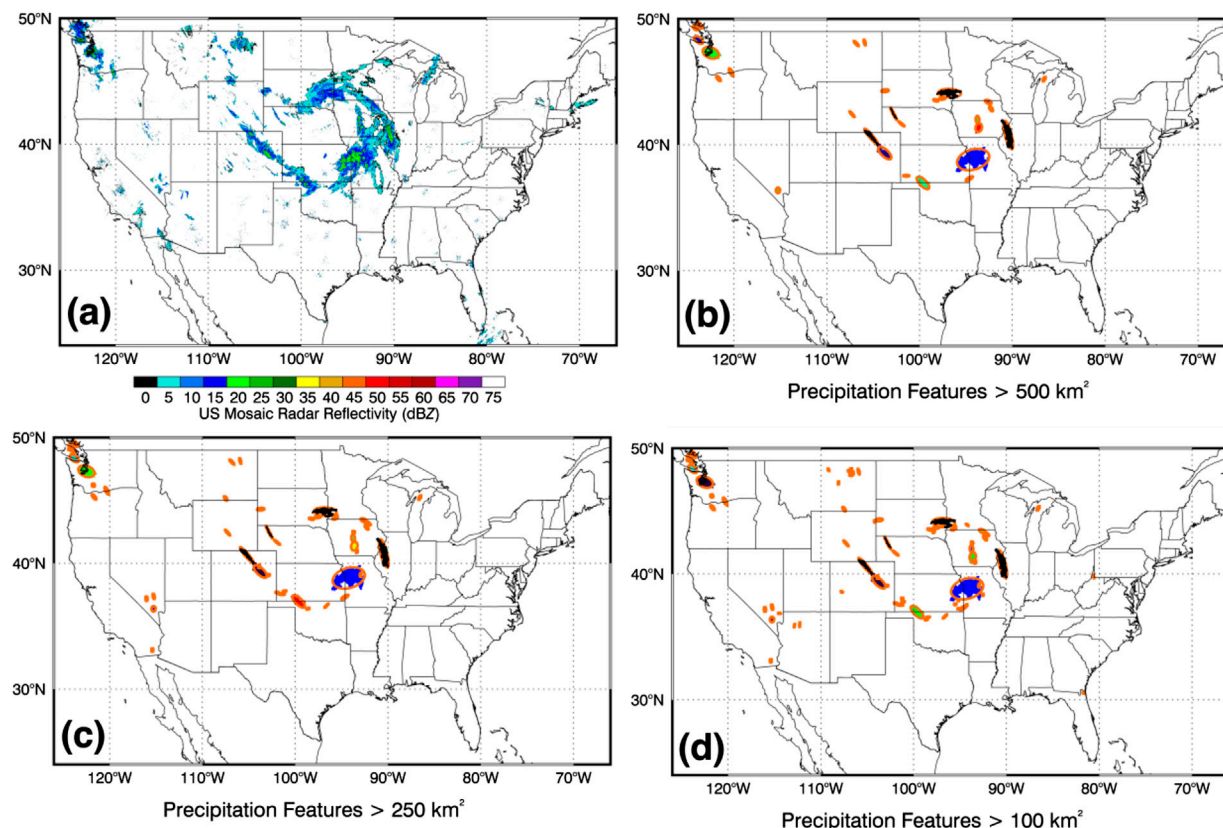 50°N
40°N
30°N
(a)
120°W 110°W 100°W 90°W 80°W 70°W
0 5 10 15 20 25 30 35 40 45 50 55 60 65 70 75
US Mosaic Radar Reflectivity (dBZ)
50°N
40°N
30°N
(b)
120°W 110°W 100°W 90°W 80°W 70°W
Precipitation Features > 500 km²
50°N
40°N
30°N
(c)
120°W 110°W 100°W 90°W 80°W 70°W
Precipitation Features > 250 km²
50°N
40°N
30°N
(d)
120°W 110°W 100°W 90°W 80°W 70°W
Precipitation Features > 100 km²